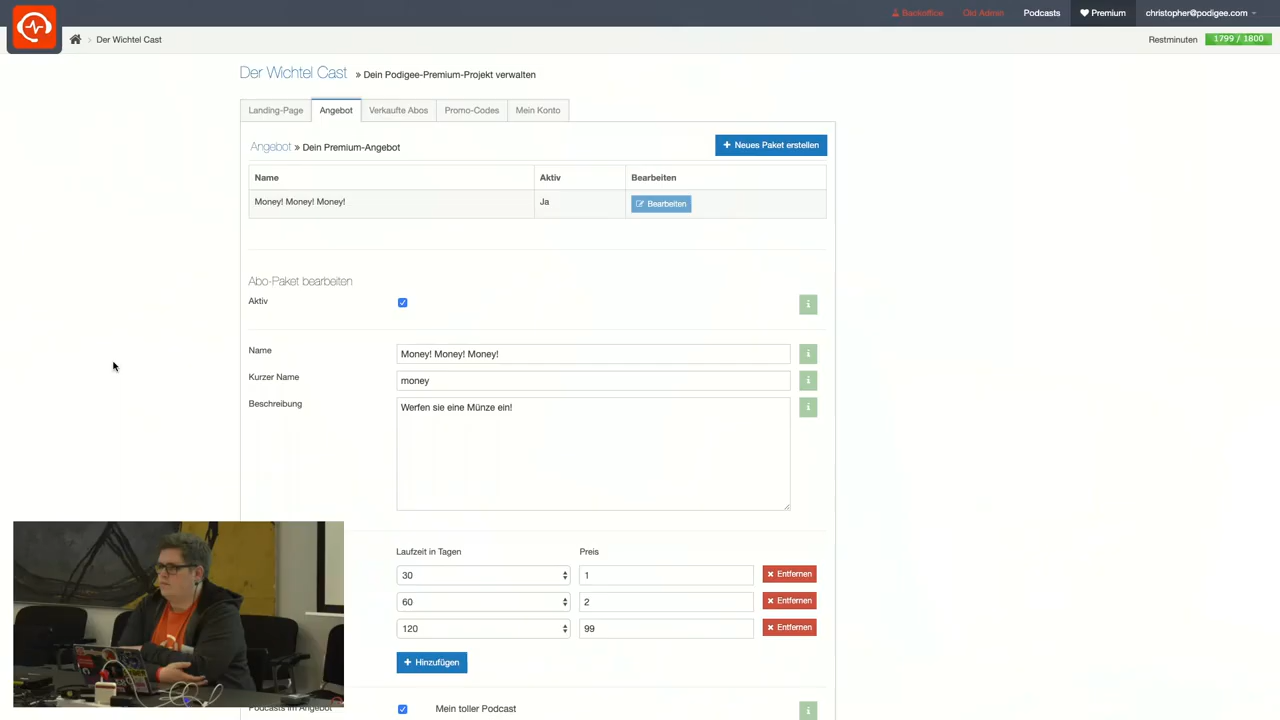 Backoffice Old Admin Podcasts Premium christopher@podigee.com
Der Wichtel Cast Restminuten 1799 / 1800
Der Wichtel Cast » Dein Podigee-Premium-Projekt verwalten
Landing-Page Angebot Verkaufte Abos Promo-Codes Mein Konto
Angebot » Dein Premium-Angebot + Neues Paket erstellen
Name Aktiv Bearbeiten
Money! Money! Money! Ja Bearbeiten
Abo-Paket bearbeiten
Aktiv
Name Money! Money! Money!
Kurzer Name money
Beschreibung Werfen sie eine Münze ein!
Laufzeit in Tagen Preis
30 1 Entfernen
60 2 Entfernen
120 99 Entfernen
+ Hinzufügen
Podcasts im Angebot Mein toller Podcast